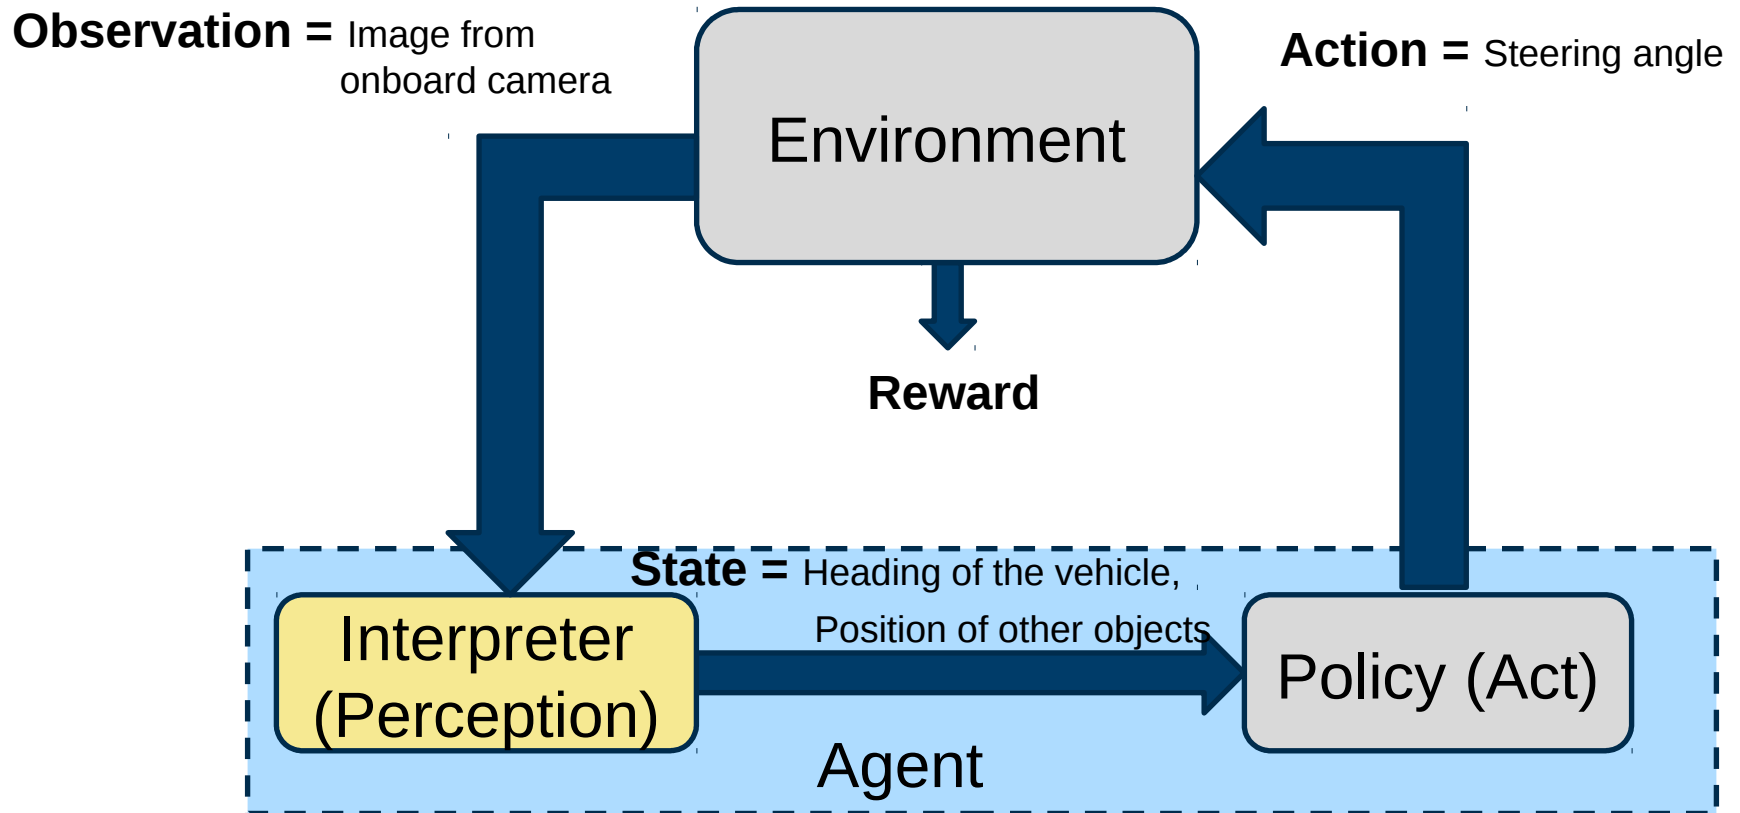 Observation = Image from
onboard camera
Environment
Action = Steering angle
Reward
State = Heading of the vehicle,
Position of other objects
Interpreter
(Perception)
Policy (Act)
Agent